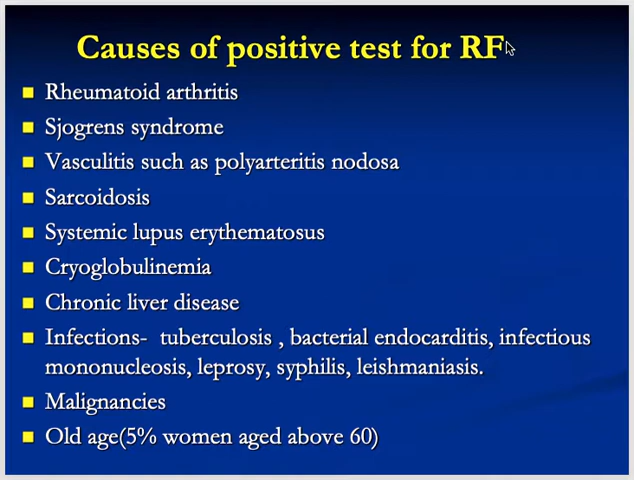 Causes of positive test for RF
Rheumatoid arthritis
Sjogrens syndrome
Vasculitis such as polyarteritis nodosa
Sarcoidosis
Systemic lupus erythematosus
Cryoglobulinemia
Chronic liver disease
Infections- tuberculosis , bacterial endocarditis, infectious
mononucleosis, leprosy, syphilis, leishmaniasis.
Malignancies
Old age(5% women aged above 60)